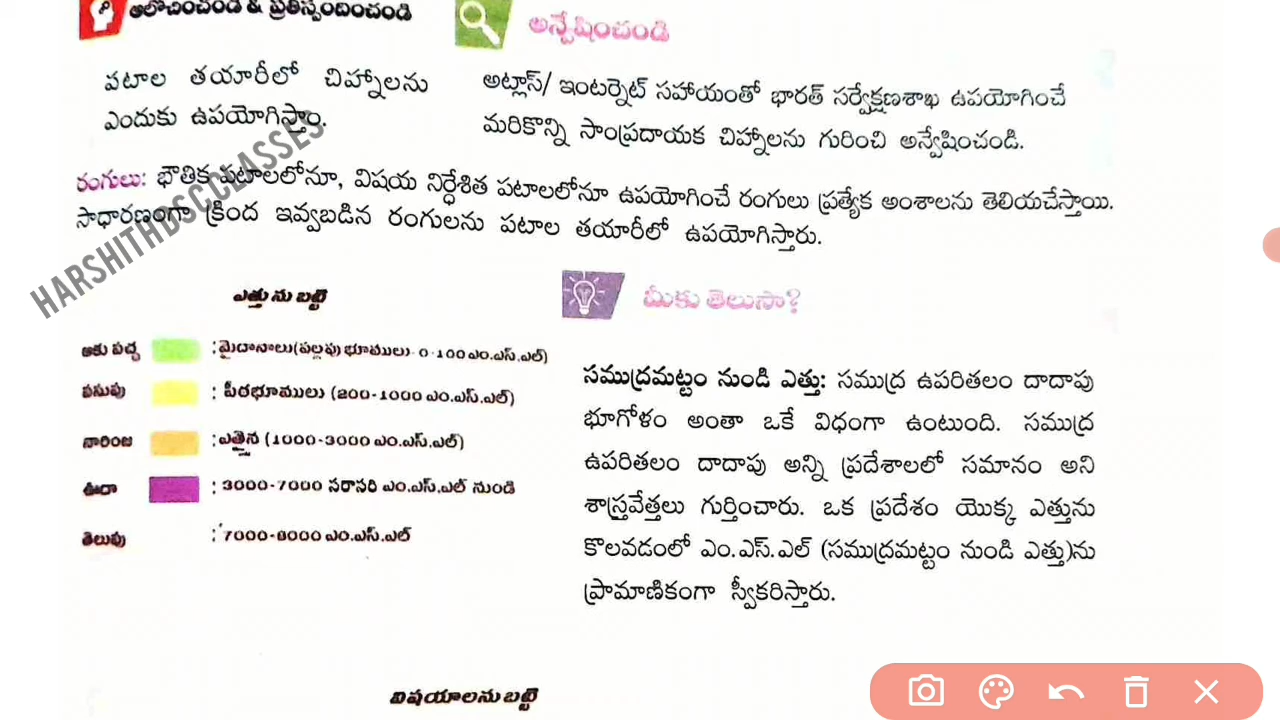 ఆలోచించండి & ప్రతిస్పందించండి
అన్వేషించండి
పటాల తయారీలో చిహ్నాలను
ఎందుకు ఉపయోగిస్తాం.
అట్లాస్/ ఇంటర్నెట్ సహాయంతో భారత్ సర్వేక్షణశాఖ ఉపయోగించే
మరికొన్ని సాంప్రదాయక చిహ్నాలను గురించి అన్వేషించండి.
రంగులు: భౌతిక పటాలలోనూ, విషయ నిర్ధేశిత పటాలలోనూ ఉపయోగించే రంగులు ప్రత్యేక అంశాలను తెలియచేస్తాయి.
సాధారణంగా క్రింద ఇవ్వబడిన రంగులను పటాల తయారీలో ఉపయోగిస్తారు.
HARSHITHDSCCLASSES
ఎత్తును బట్టి
ఆకు పచ్చ : మైదానాలు(పల్లపు భూములు- 0-100 ఎం.ఎస్.ఎల్)
పసుపు : పీఠభూములు (200-1000 ఎం.ఎస్.ఎల్)
నారింజ : ఎత్తైన (1000-3000 ఎం.ఎస్.ఎల్)
ఊదా : 3000-7000 సరాసరి ఎం.ఎస్.ఎల్ నుండి
తెలుపు : 7000-8000 ఎం.ఎస్.ఎల్
మీకు తెలుసా?
సముద్రమట్టం నుండి ఎత్తు: సముద్ర ఉపరితలం దాదాపు
భూగోళం అంతా ఒకే విధంగా ఉంటుంది. సముద్ర
ఉపరితలం దాదాపు అన్ని ప్రదేశాలలో సమానం అని
శాస్త్రవేత్తలు గుర్తించారు. ఒక ప్రదేశం యొక్క ఎత్తును
కొలవడంలో ఎం.ఎస్.ఎల్ (సముద్రమట్టం నుండి ఎత్తు)ను
ప్రామాణికంగా స్వీకరిస్తారు.
విషయాలను బట్టి